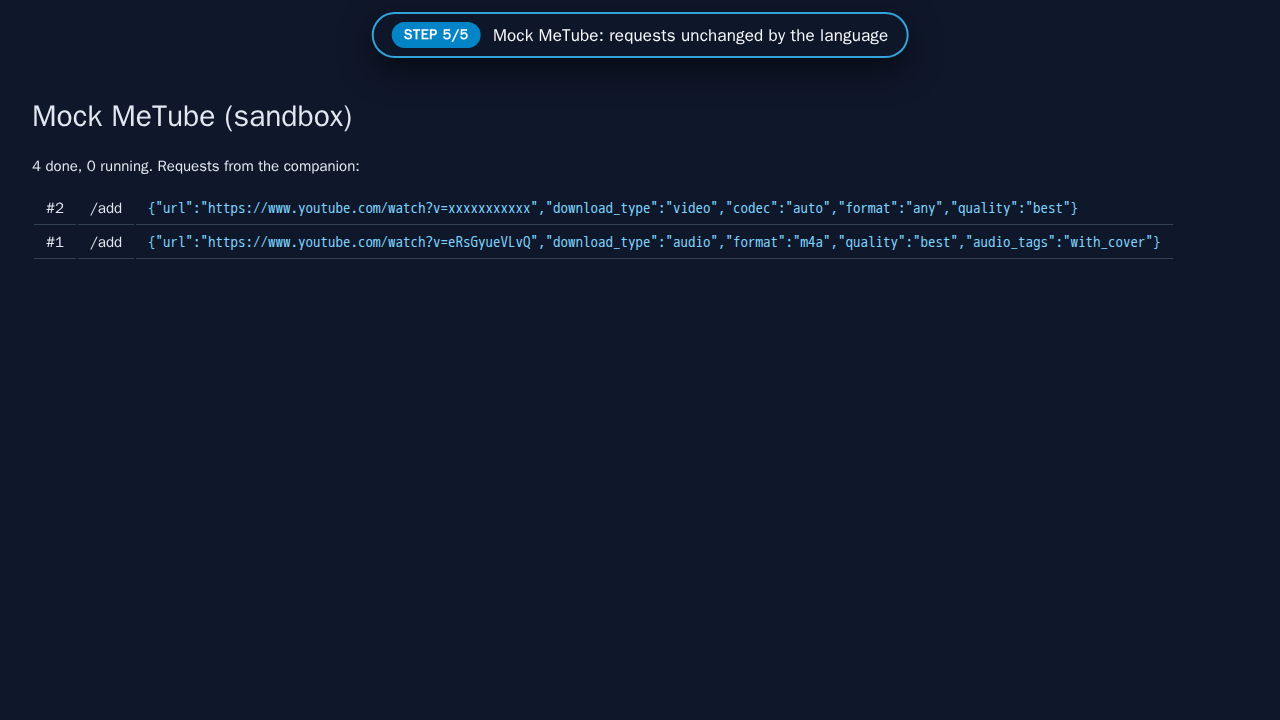 STEP 5/5 Mock MeTube: requests unchanged by the language
Mock MeTube (sandbox)
4 done, 0 running. Requests from the companion:
#2 /add {"url":"https://www.youtube.com/watch?v=xxxxxxxxxxx","download_type":"video","codec":"auto","format":"any","quality":"best"}
#1 /add {"url":"https://www.youtube.com/watch?v=eRsGyueVLvQ","download_type":"audio","format":"m4a","quality":"best","audio_tags":"with_cover"}